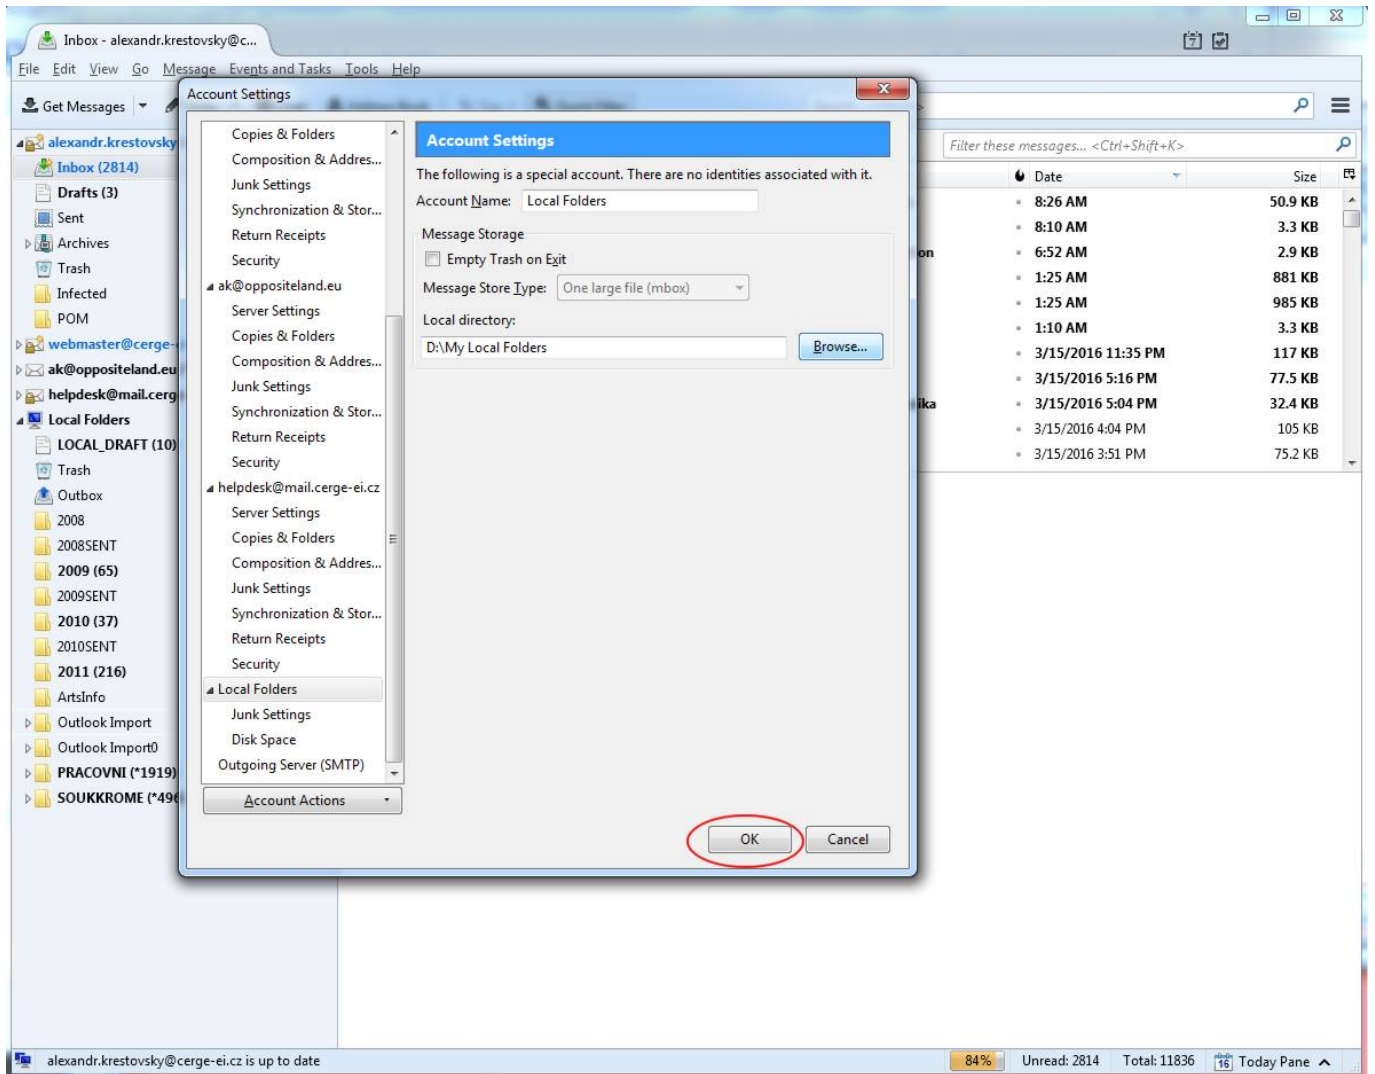 Inbox - alexandr.krestovsky@c...
File Edit View Go Message Events and Tasks Tools Help
Get Messages
alexandr.krestovsky
Inbox (2814)
Drafts (3)
Sent
Archives
Trash
Infected
POM
webmaster@cerge-
ak@oppositeland.eu
helpdesk@mail.cerg
Local Folders
LOCAL_DRAFT (10)
Trash
Outbox
2008
2008SENT
2009 (65)
2009SENT
2010 (37)
2010SENT
2011 (216)
ArtsInfo
Outlook Import
Outlook Import0
PRACOVNI (*1919)
SOUKKROME (*496
Account Settings
Copies & Folders
Composition & Addres...
Junk Settings
Synchronization & Stor...
Return Receipts
Security
ak@oppositeland.eu
Server Settings
Copies & Folders
Composition & Addres...
Junk Settings
Synchronization & Stor...
Return Receipts
Security
helpdesk@mail.cerge-ei.cz
Server Settings
Copies & Folders
Composition & Addres...
Junk Settings
Synchronization & Stor...
Return Receipts
Security
Local Folders
Junk Settings
Disk Space
Outgoing Server (SMTP)
Account Actions
Account Settings
The following is a special account. There are no identities associated with it.
Account Name: Local Folders
Message Storage
Empty Trash on Exit
Message Store Type: One large file (mbox)
Local directory:
D:\My Local Folders Browse...
OK Cancel
Filter these messages... <Ctrl+Shift+K>
Date Size
8:26 AM 50.9 KB
8:10 AM 3.3 KB
on 6:52 AM 2.9 KB
1:25 AM 881 KB
1:25 AM 985 KB
1:10 AM 3.3 KB
3/15/2016 11:35 PM 117 KB
3/15/2016 5:16 PM 77.5 KB
ika 3/15/2016 5:04 PM 32.4 KB
3/15/2016 4:04 PM 105 KB
3/15/2016 3:51 PM 75.2 KB
alexandr.krestovsky@cerge-ei.cz is up to date
84% Unread: 2814 Total: 11836 16 Today Pane